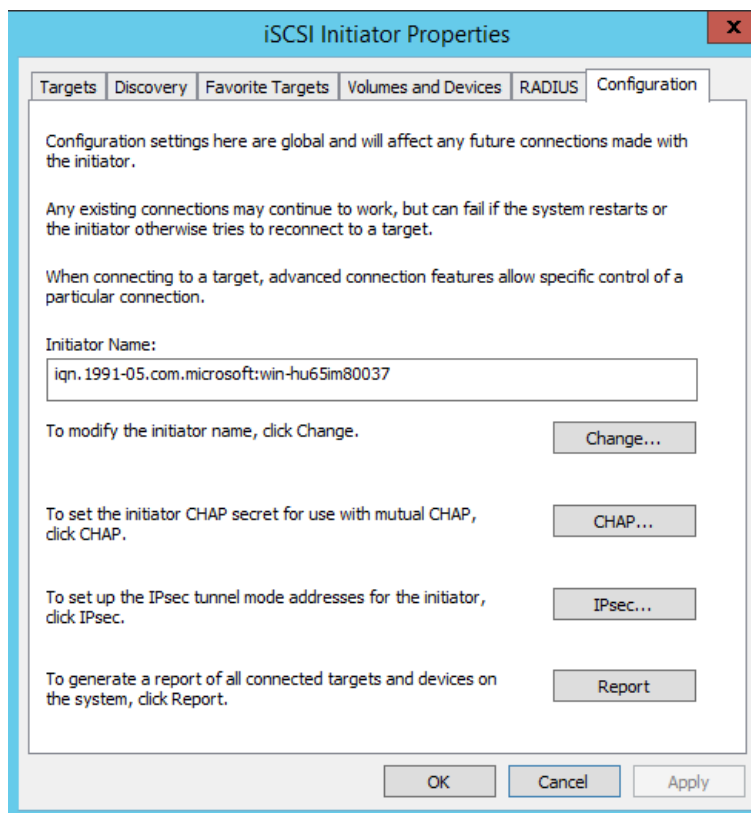 iSCSI Initiator Properties
x
Targets Discovery Favorite Targets Volumes and Devices RADIUS Configuration
Configuration settings here are global and will affect any future connections made with
the initiator.
Any existing connections may continue to work, but can fail if the system restarts or
the initiator otherwise tries to reconnect to a target.
When connecting to a target, advanced connection features allow specific control of a
particular connection.
Initiator Name:
iqn.1991-05.com.microsoft:win-hu65im80037
To modify the initiator name, click Change.
Change...
To set the initiator CHAP secret for use with mutual CHAP,
click CHAP.
CHAP...
To set up the IPsec tunnel mode addresses for the initiator,
click IPsec.
IPsec...
To generate a report of all connected targets and devices on
the system, click Report.
Report
OK Cancel Apply